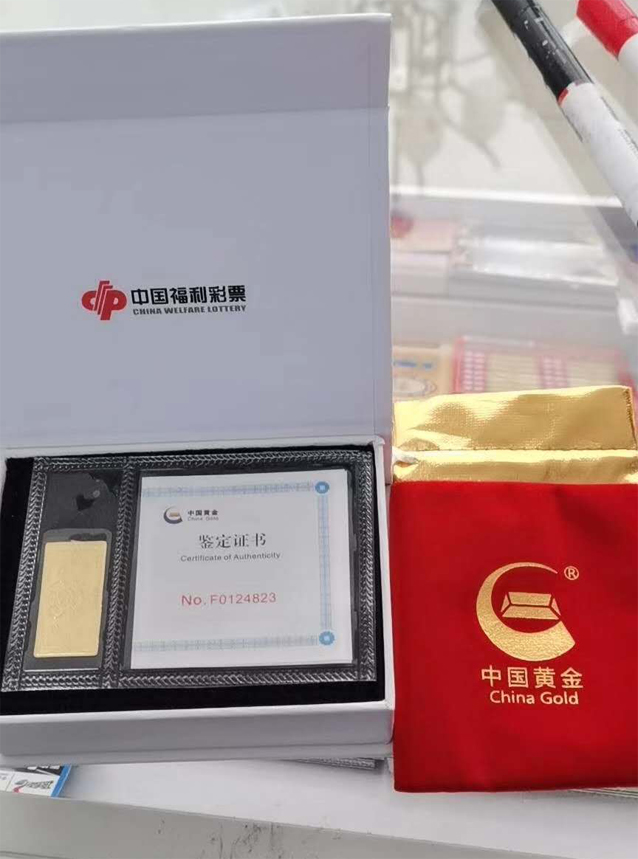 中国福利彩票
CHINA WELFARE LOTTERY
中国黄金
China Gold
鉴定证书
Certificate of Authenticity
No.F0124823
®
中国黄金
China Gold